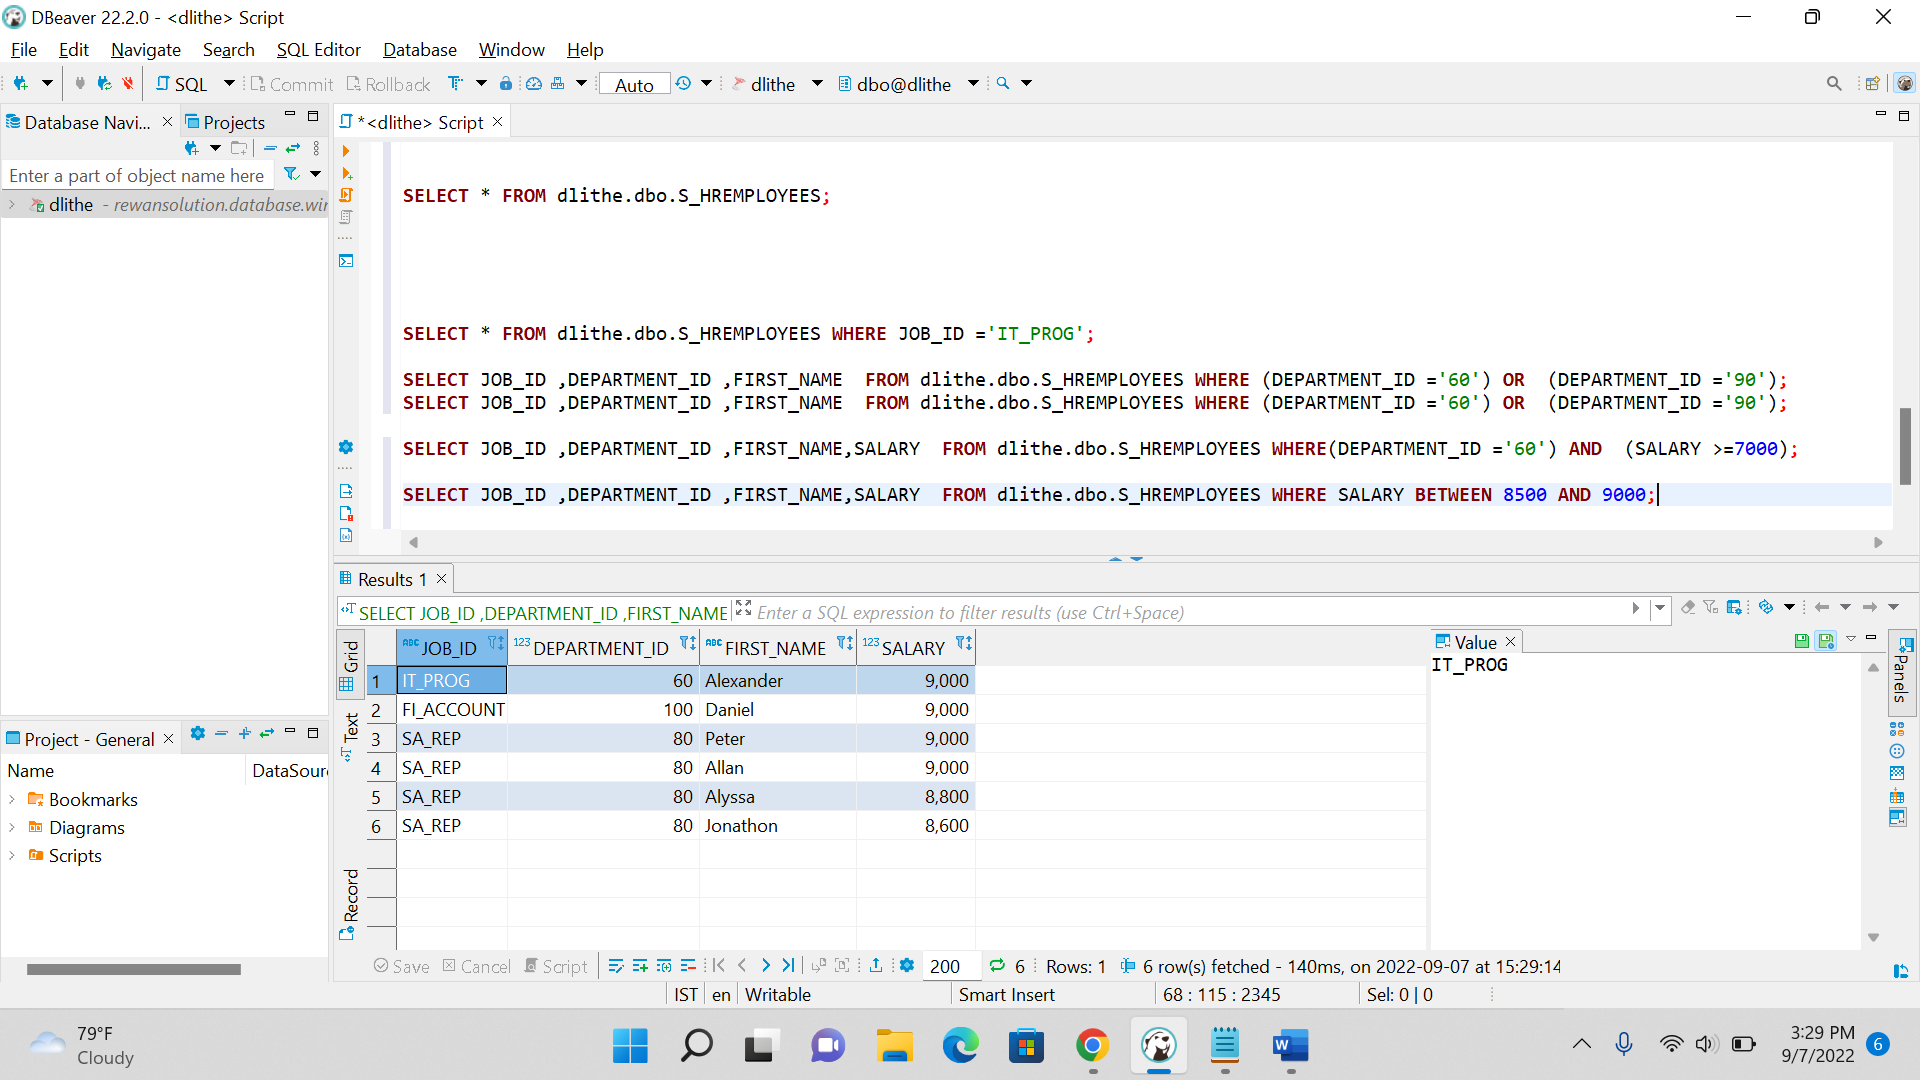 DBeaver 22.2.0 - <dlithe> Script
File Edit Navigate Search SQL Editor Database Window Help
SQL Commit Rollback Auto dlithe dbo@dlithe
Database Navi... Projects
*<dlithe> Script
Enter a part of object name here
dlithe - rewansolution.database.wir
SELECT * FROM dlithe.dbo.S_HREMPLOYEES;
SELECT * FROM dlithe.dbo.S_HREMPLOYEES WHERE JOB_ID ='IT_PROG';
SELECT JOB_ID ,DEPARTMENT_ID ,FIRST_NAME FROM dlithe.dbo.S_HREMPLOYEES WHERE (DEPARTMENT_ID ='60') OR (DEPARTMENT_ID ='90');
SELECT JOB_ID ,DEPARTMENT_ID ,FIRST_NAME FROM dlithe.dbo.S_HREMPLOYEES WHERE (DEPARTMENT_ID ='60') OR (DEPARTMENT_ID ='90');
SELECT JOB_ID ,DEPARTMENT_ID ,FIRST_NAME,SALARY FROM dlithe.dbo.S_HREMPLOYEES WHERE(DEPARTMENT_ID ='60') AND (SALARY >=7000);
SELECT JOB_ID ,DEPARTMENT_ID ,FIRST_NAME,SALARY FROM dlithe.dbo.S_HREMPLOYEES WHERE SALARY BETWEEN 8500 AND 9000;
Results 1
SELECT JOB_ID ,DEPARTMENT_ID ,FIRST_NAME Enter a SQL expression to filter results (use Ctrl+Space)
Grid
Text
Record
ABC JOB_ID 123 DEPARTMENT_ID ABC FIRST_NAME 123 SALARY
1 IT_PROG 60 Alexander 9,000
2 FI_ACCOUNT 100 Daniel 9,000
3 SA_REP 80 Peter 9,000
4 SA_REP 80 Allan 9,000
5 SA_REP 80 Alyssa 8,800
6 SA_REP 80 Jonathon 8,600
Value
IT_PROG
Panels
Project - General
Name DataSour
Bookmarks
Diagrams
Scripts
Save Cancel Script 200 6 Rows: 1 6 row(s) fetched - 140ms, on 2022-09-07 at 15:29:14
IST en Writable Smart Insert 68 : 115 : 2345 Sel: 0 | 0
79°F
Cloudy
W
3:29 PM
9/7/2022
6